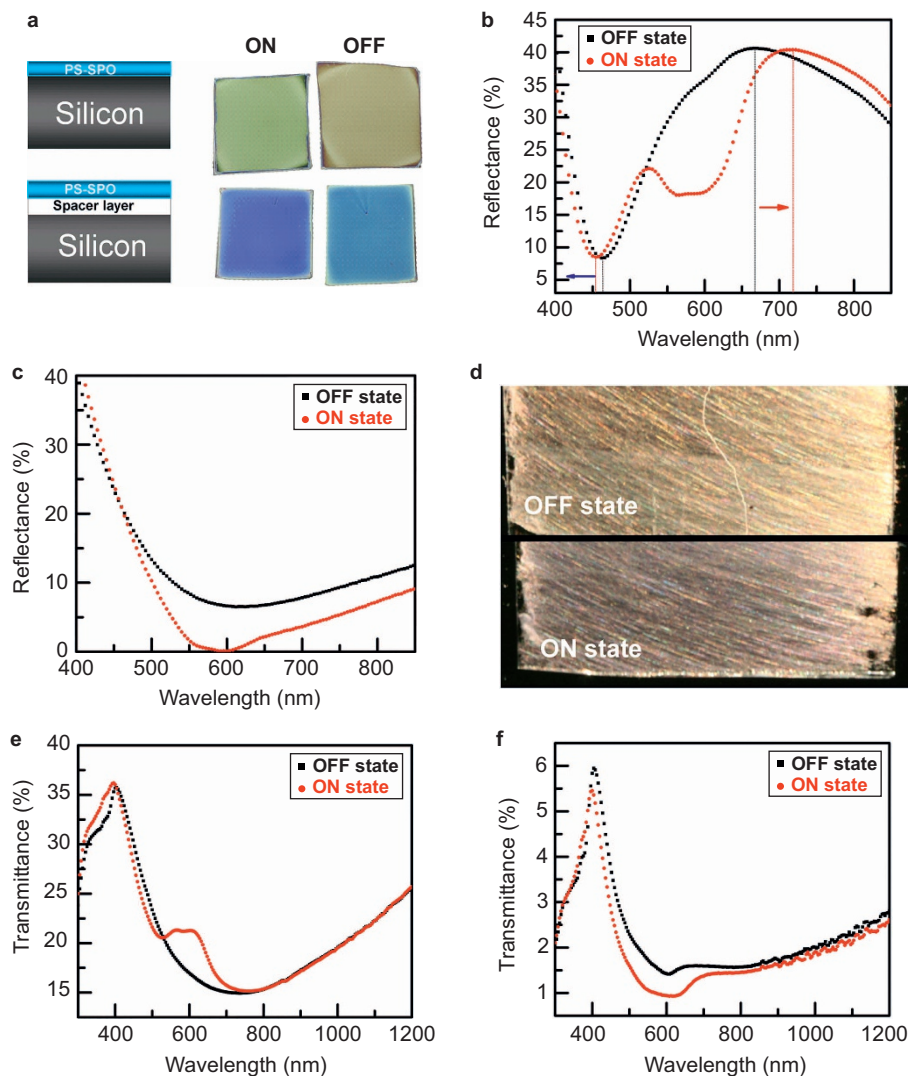 a
ON OFF
PS-SPO
Silicon
PS-SPO
Spacer layer
Silicon
b
45
40
35
30
25
20
15
10
5
Reflectance (%)
OFF state
ON state
400 500 600 700 800
Wavelength (nm)
c
40
30
20
10
0
Reflectance (%)
OFF state
ON state
400 500 600 700 800
Wavelength (nm)
d
OFF state
ON state
e
40
35
30
25
20
15
Transmittance (%)
OFF state
ON state
400 600 800 1000 1200
Wavelength (nm)
f
6
5
4
3
2
1
Transmittance (%)
OFF state
ON state
400 600 800 1000 1200
Wavelength (nm)